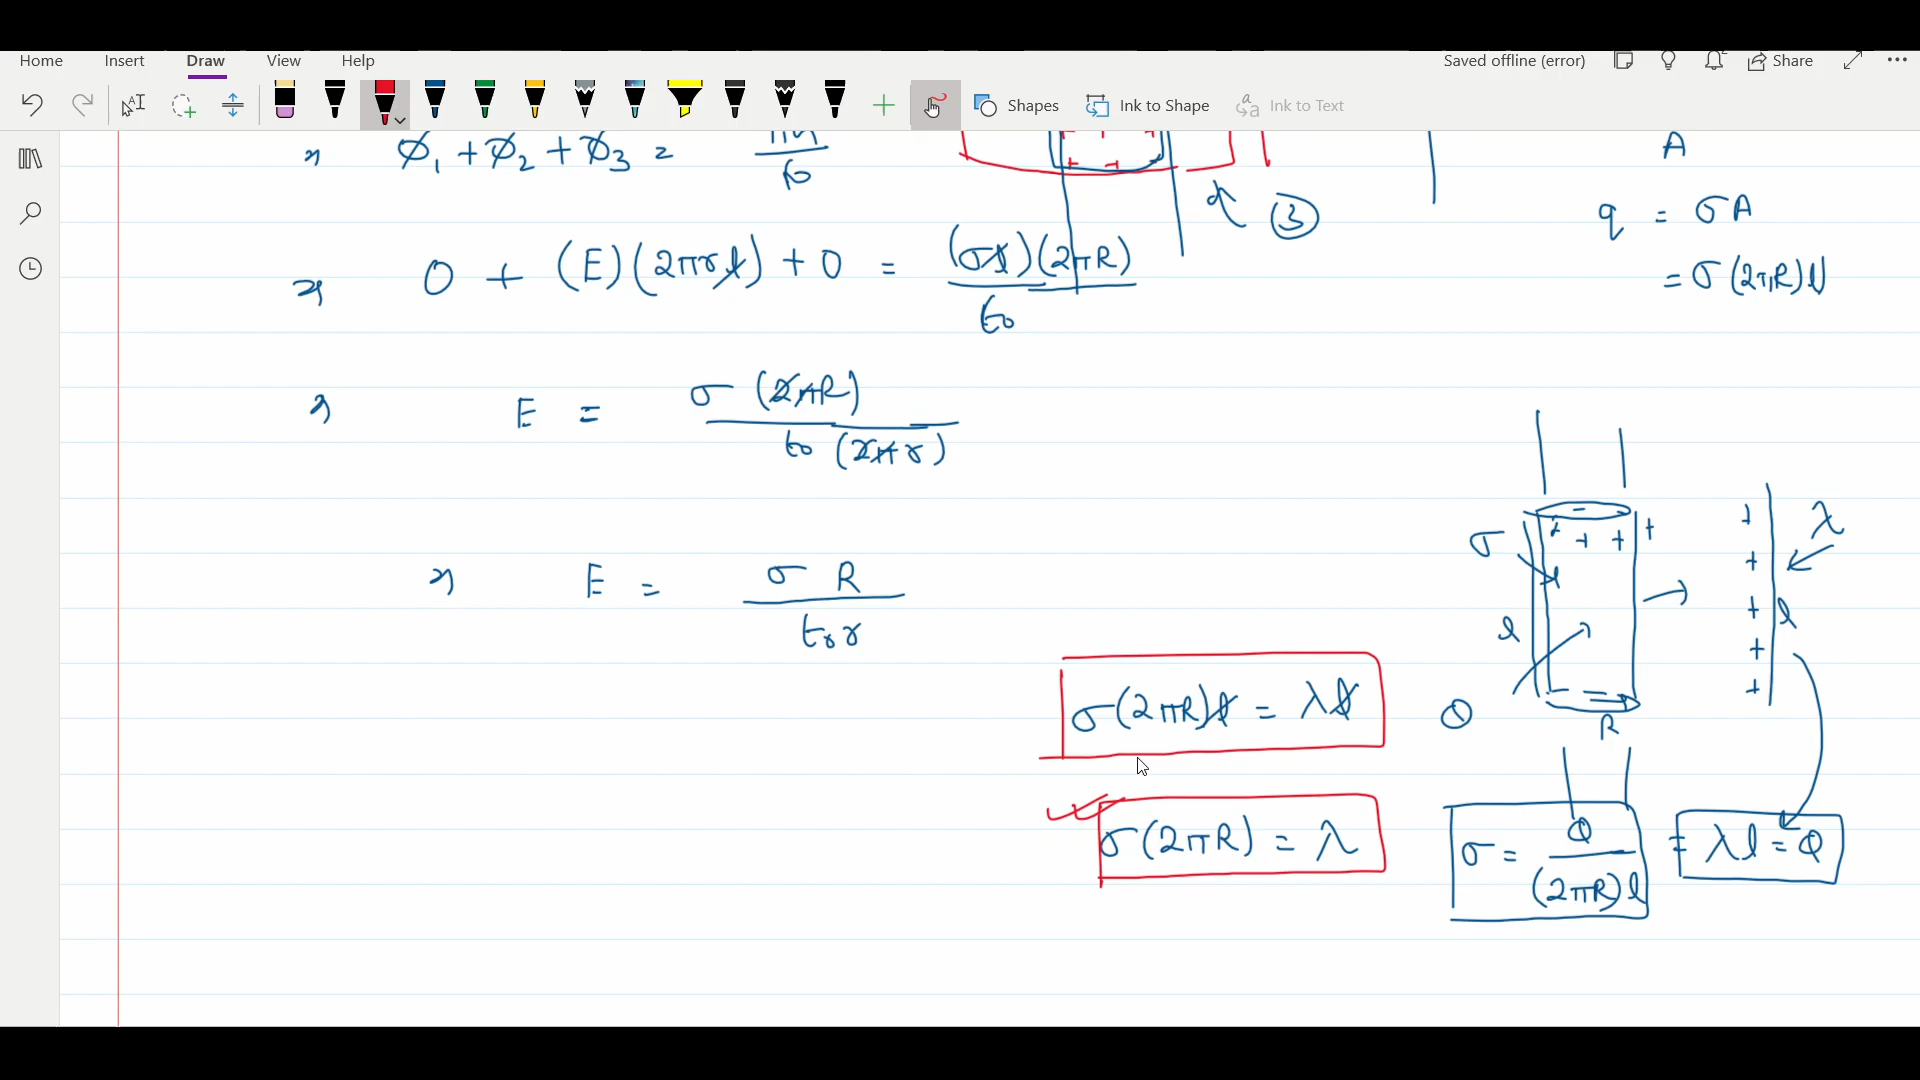 Home Insert Draw View Help Saved offline (error) 2 Share
Shapes Ink to Shape Ink to Text
⇒ Φ₁ + Φ₂ + Φ₃ = /ϵ₀
A
③
q = σA
= σ(2πR)l
⇒ 0 + (E)(2πrl) + 0 = (σl)(2πR)/ϵ₀
⇒ E = σ(2πR)/ϵ₀(2πr)
⇒ E = σR/ϵ₀r
- + + + +
σ
l
R
Q
+ + + + +
λ
l
σ(2πR)l = λl
σ(2πR) = λ
σ = Q/(2πR)l
= λl = Q